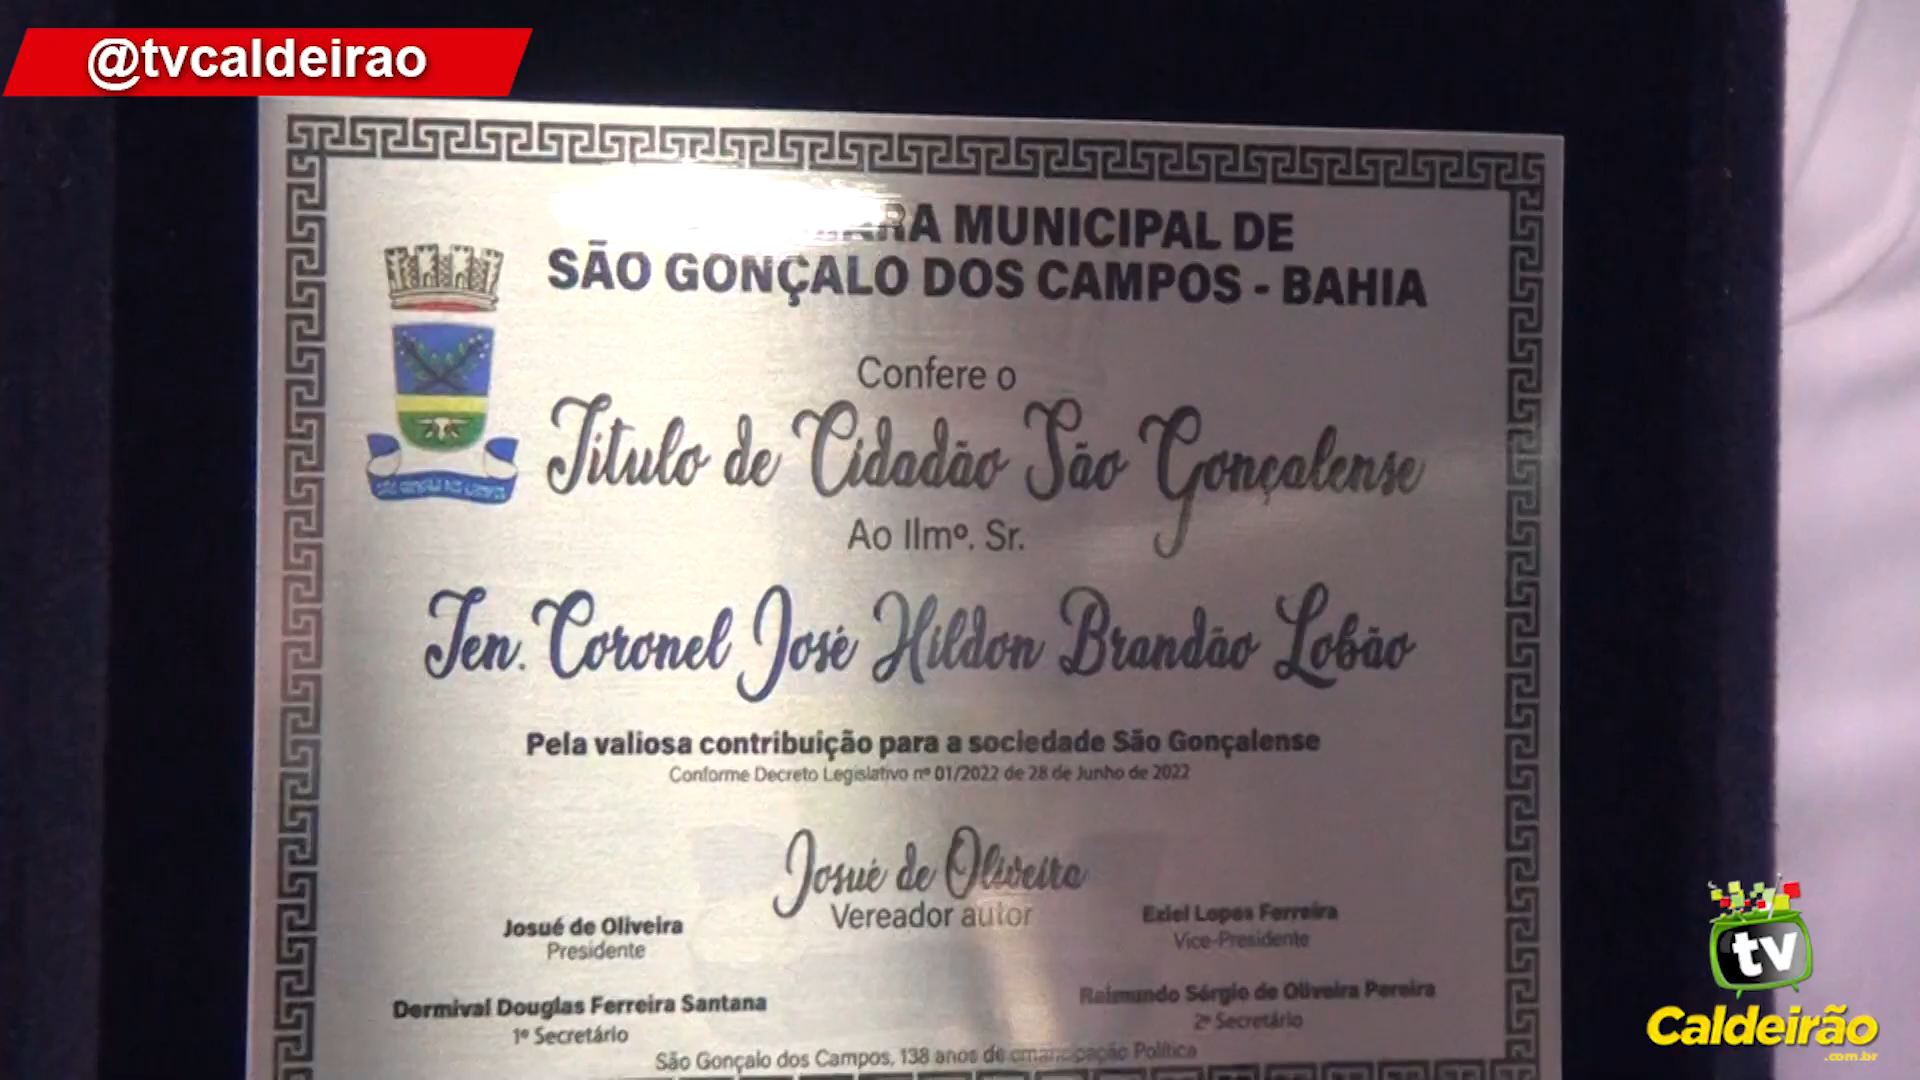 @tvcaldeirao
MUNICIPAL DE
SÃO GONÇALO DOS CAMPOS - BAHIA
Confere o
Título de Cidadão São Gonçalense
Ao Ilmº. Sr.
Ten. Coronel José Hildon Brandão Lobão
Pela valiosa contribuição para a sociedade São Gonçalense
Conforme Decreto Legislativo nº 01/2022 de 28 de Junho de 2022
Josué de Oliveira
Vereador autor
Josué de Oliveira
Presidente
Eziel Lopes Ferreira
Vice-Presidente
Dermival Douglas Ferreira Santana
1º Secretário
Raimundo Sérgio de Oliveira Pereira
2º Secretário
São Gonçalo dos Campos, 138 anos de emancipação Política
tv
Caldeirão
.com.br